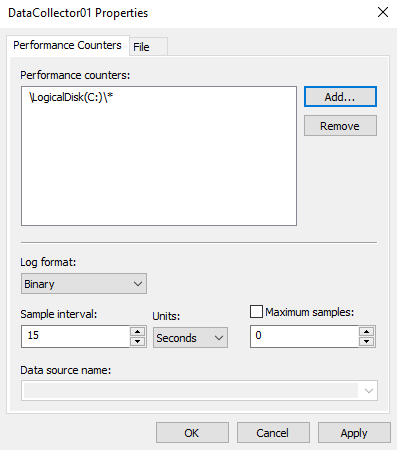 DataCollector01 Properties
Performance Counters
File
Performance counters:
\LogicalDisk(C:)\*
Add...
Remove
Log format:
Binary
Sample interval:
Units:
Maximum samples:
15
Seconds
0
Data source name:
OK
Cancel
Apply